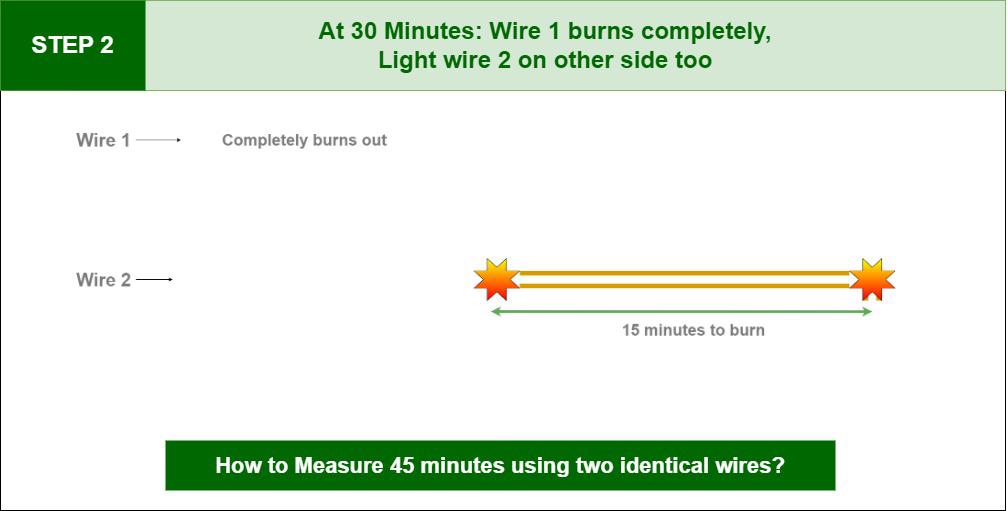 STEP 2
At 30 Minutes: Wire 1 burns completely,
Light wire 2 on other side too
Wire 1
Completely burns out
Wire 2
15 minutes to burn
How to Measure 45 minutes using two identical wires?